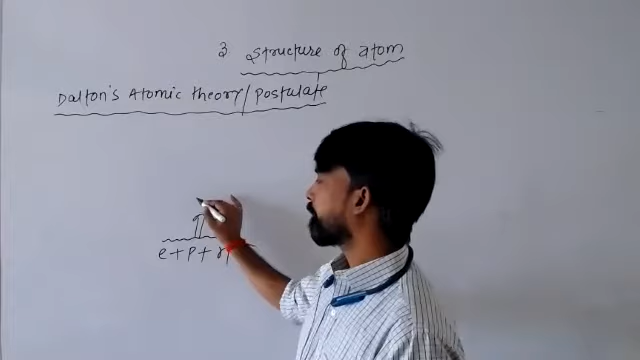 3 Structure of atom
Dalton's Atomic theory/postulate
e + p + n